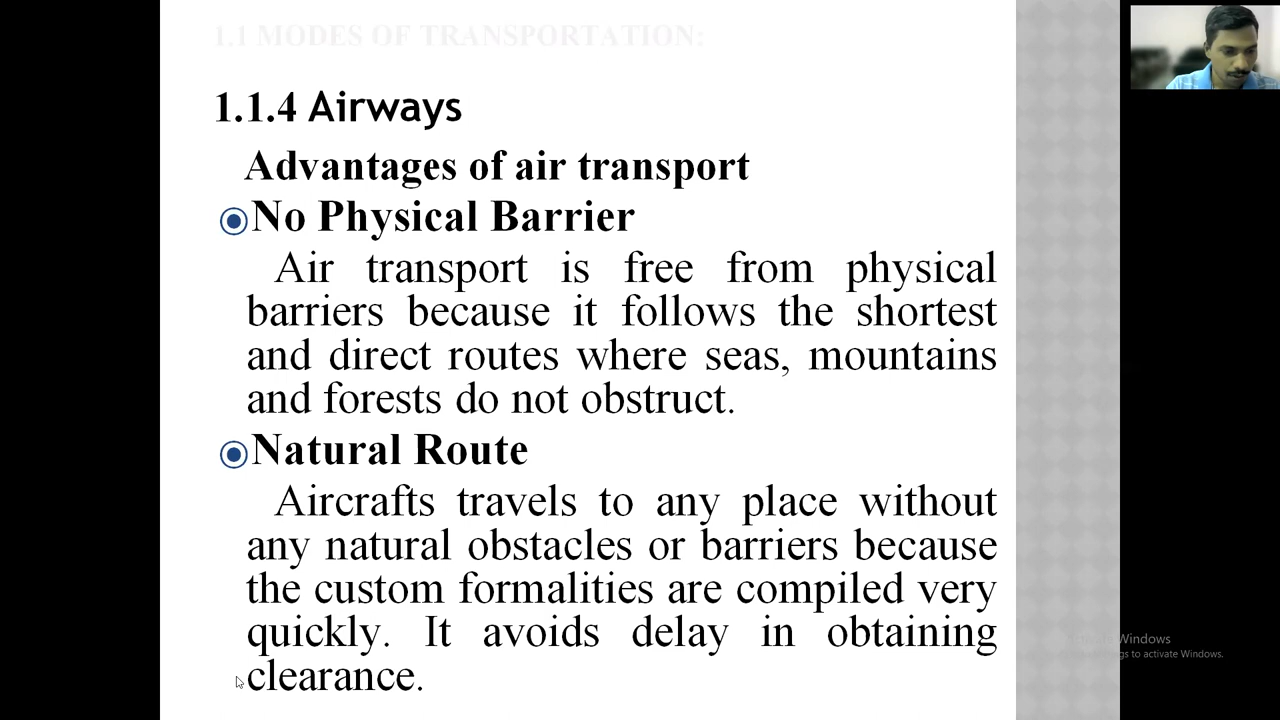 1.1 MODES OF TRANSPORTATION:
1.1.4 Airways
Advantages of air transport
No Physical Barrier
Air transport is free from physical
barriers because it follows the shortest
and direct routes where seas, mountains
and forests do not obstruct.
Natural Route
Aircrafts travels to any place without
any natural obstacles or barriers because
the custom formalities are compiled very
quickly. It avoids delay in obtaining
clearance.
Windows
to activate Windows.